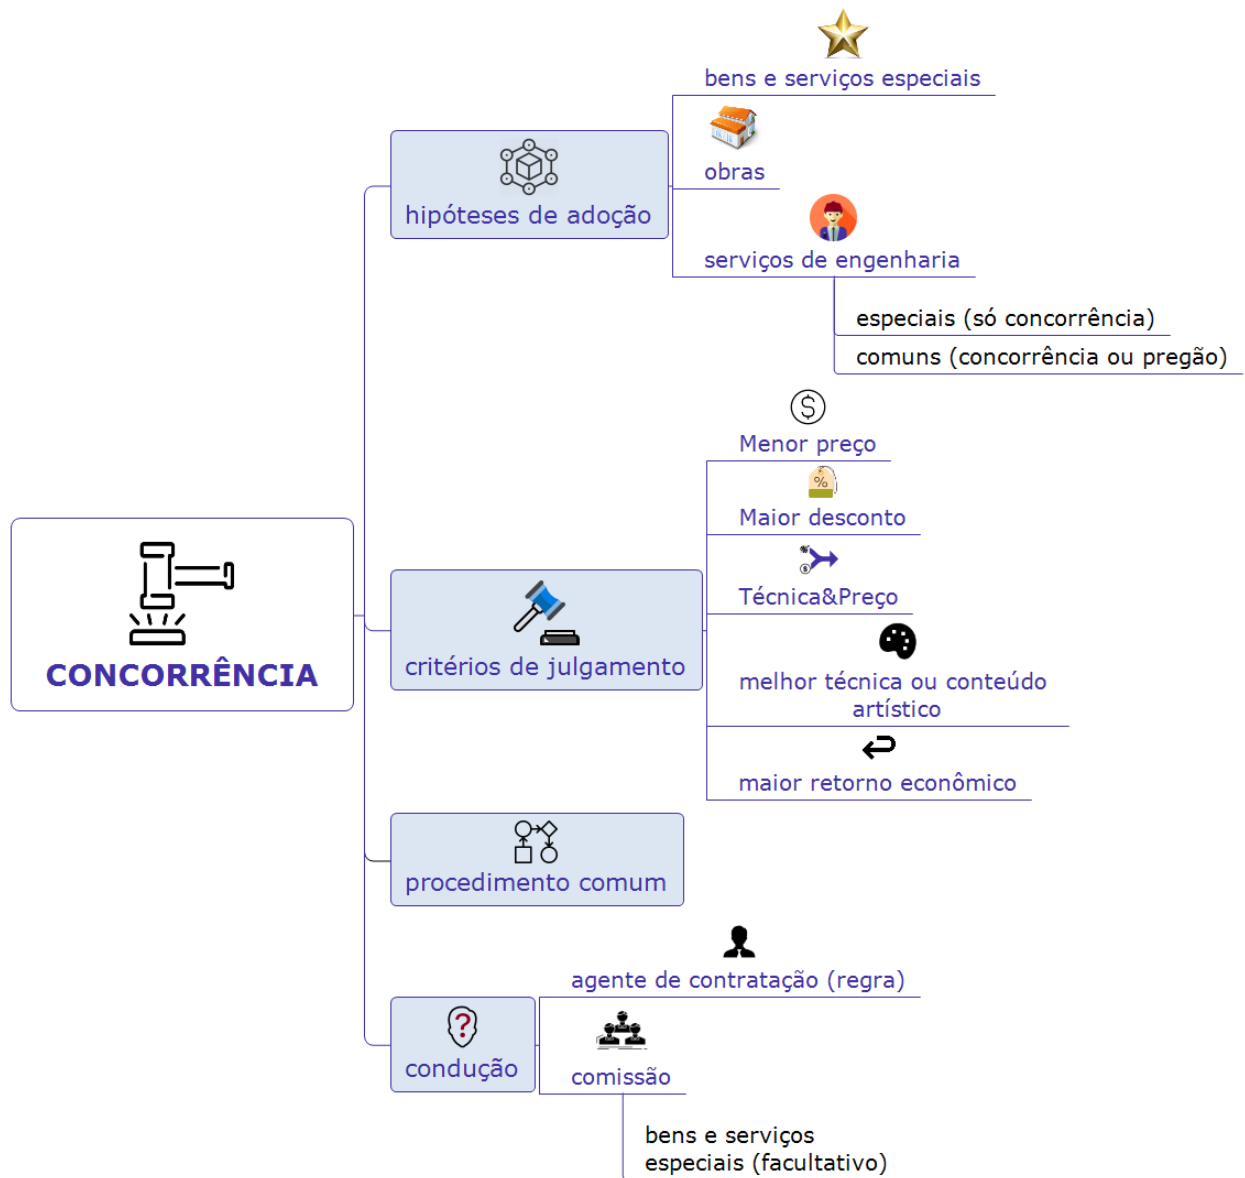 bens e serviços especiais
obras
hipóteses de adoção
serviços de engenharia
especiais (só concorrência)
comuns (concorrência ou pregão)
$
Menor preço
%
Maior desconto
$
Técnica&Preço
CONCORRÊNCIA
critérios de julgamento
melhor técnica ou conteúdo
artístico
maior retorno econômico
procedimento comum
agente de contratação (regra)
?
condução
comissão
bens e serviços
especiais (facultativo)